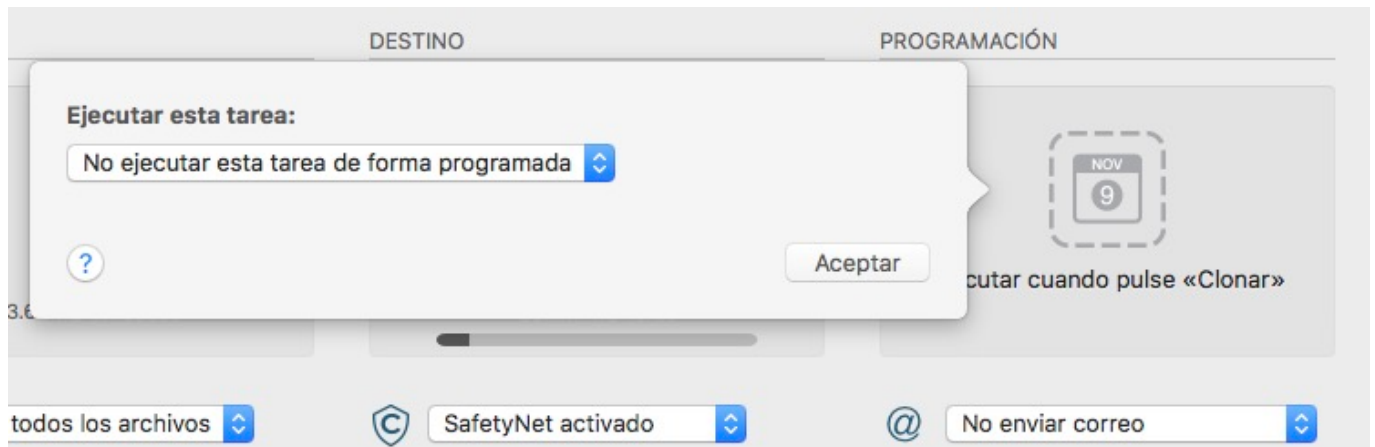 DESTINO
PROGRAMACIÓN
Ejecutar esta tarea:
No ejecutar esta tarea de forma programada
NOV
9
?
Aceptar
cutar cuando pulse «Clonar»
todos los archivos
SafetyNet activado
@
No enviar correo